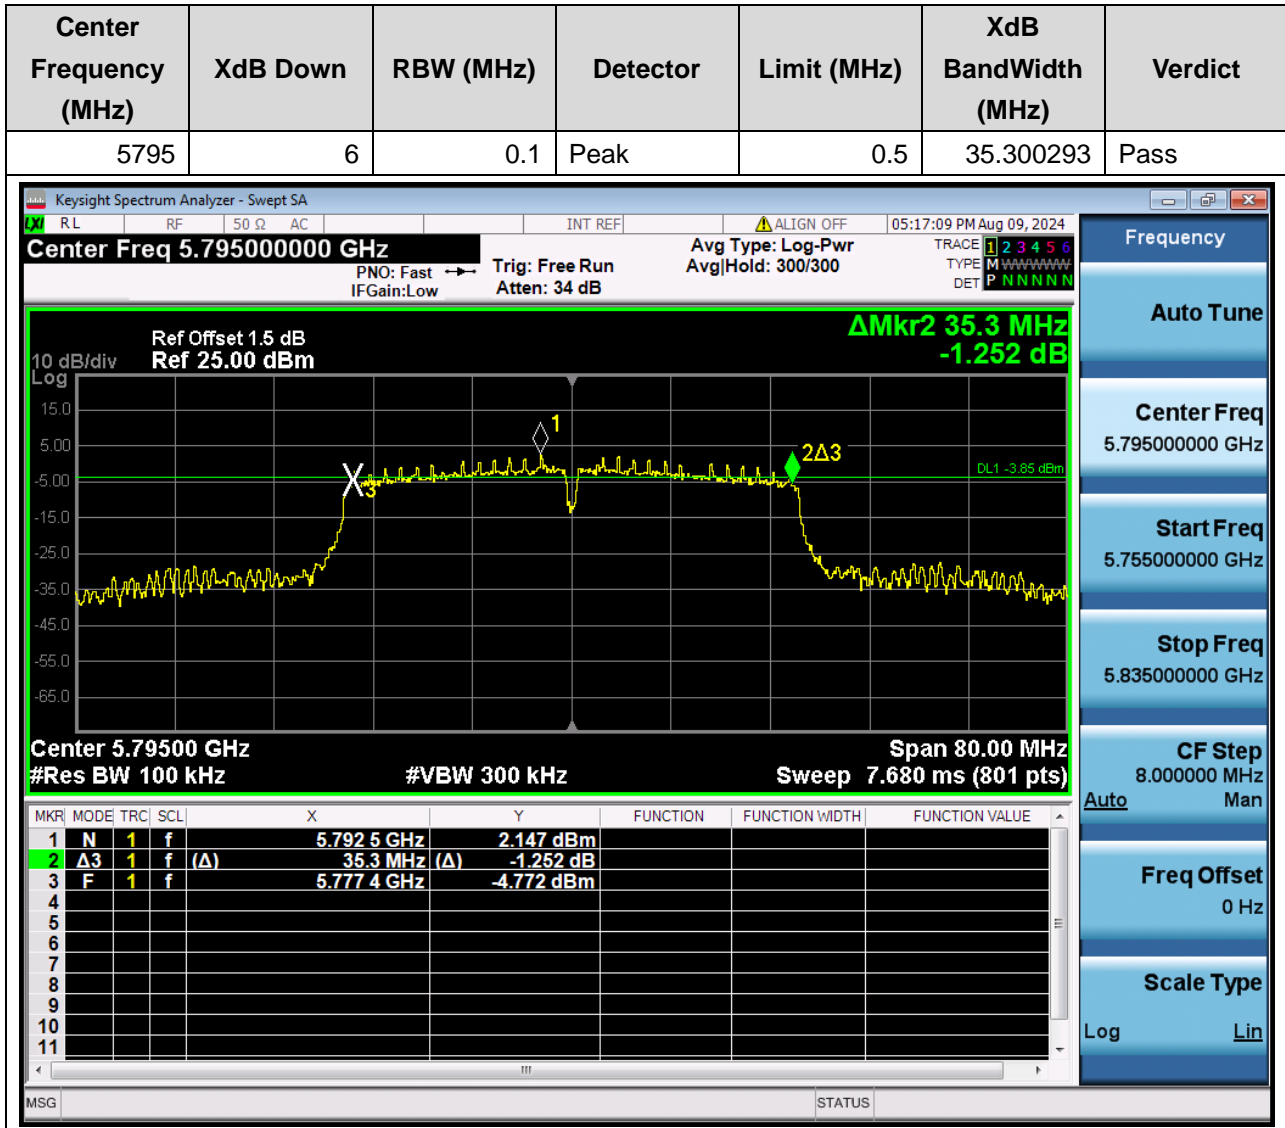 Center Frequency (MHz) XdB Down RBW (MHz) Detector Limit (MHz) XdB BandWidth (MHz) Verdict
5795 6 0.1 Peak 0.5 35.300293 Pass
Keysight Spectrum Analyzer - Swept SA
LXI RL RF 50 Ω AC INT REF ALIGN OFF 05:17:09 PM Aug 09, 2024
Center Freq 5.795000000 GHz
PNO: Fast
IFGain:Low
Trig: Free Run
Atten: 34 dB
Avg Type: Log-Pwr
Avg|Hold: 300/300
TRACE 1 2 3 4 5 6
TYPE M WWWWW
DET P N N N N N
Frequency
Auto Tune
Center Freq
5.795000000 GHz
Start Freq
5.755000000 GHz
Stop Freq
5.835000000 GHz
CF Step
8.000000 MHz
Auto Man
Freq Offset
0 Hz
Scale Type
Log Lin
ΔMkr2 35.3 MHz
-1.252 dB
Ref Offset 1.5 dB
10 dB/div Ref 25.00 dBm
Log
15.0
5.00
-5.00
-15.0
-25.0
-35.0
-45.0
-55.0
-65.0
1
2Δ3
3
DL1 -3.85 dBm
Center 5.79500 GHz Span 80.00 MHz
#Res BW 100 kHz #VBW 300 kHz Sweep 7.680 ms (801 pts)
MKR MODE TRC SCL X Y FUNCTION FUNCTION WIDTH FUNCTION VALUE
1 N 1 f 5.792 5 GHz 2.147 dBm
2 Δ3 1 f (Δ) 35.3 MHz (Δ) -1.252 dB
3 F 1 f 5.777 4 GHz -4.772 dBm
4
5
6
7
8
9
10
11
MSG STATUS